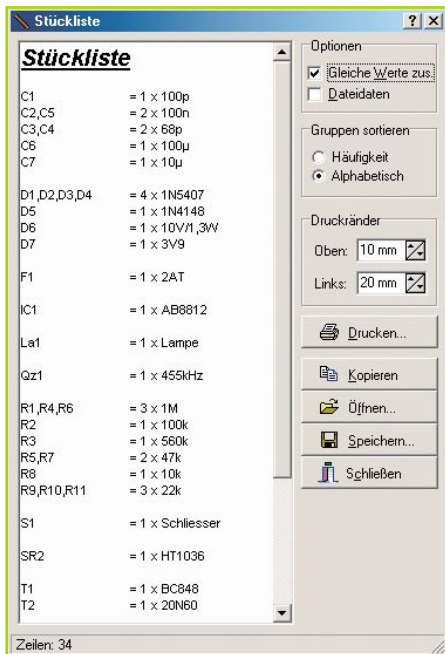 Stückliste
Stückliste
C1 = 1 x 100p
C2,C5 = 2 x 100n
C3,C4 = 2 x 68p
C6 = 1 x 100µ
C7 = 1 x 10µ
D1,D2,D3,D4 = 4 x 1N5407
D5 = 1 x 1N4148
D6 = 1 x 10V/1,3W
D7 = 1 x 3V9
F1 = 1 x 2AT
IC1 = 1 x AB8812
La1 = 1 x Lampe
Qz1 = 1 x 455kHz
R1,R4,R6 = 3 x 1M
R2 = 1 x 100k
R3 = 1 x 560k
R5,R7 = 2 x 47k
R8 = 1 x 10k
R9,R10,R11 = 3 x 22k
S1 = 1 x Schliesser
SR2 = 1 x HT1036
T1 = 1 x BC848
T2 = 1 x 20N60
Optionen
Gleiche Werte zus.
Dateidaten
Gruppen sortieren
Häufigkeit
Alphabetisch
Druckränder
Oben: 10 mm
Links: 20 mm
Drucken...
Kopieren
Öffnen...
Speichern...
Schließen
Zeilen: 34